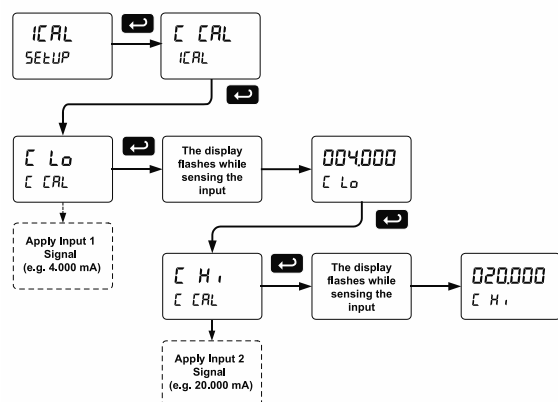 ICAL
SEtUP
C CAL
ICAL
C Lo
C CAL
The display
flashes while
sensing the
input
004.000
C Lo
Apply Input 1
Signal
(e.g. 4.000 mA)
C Hi
C CAL
The display
flashes while
sensing the
input
020.000
C Hi
Apply Input 2
Signal
(e.g. 20.000 mA)